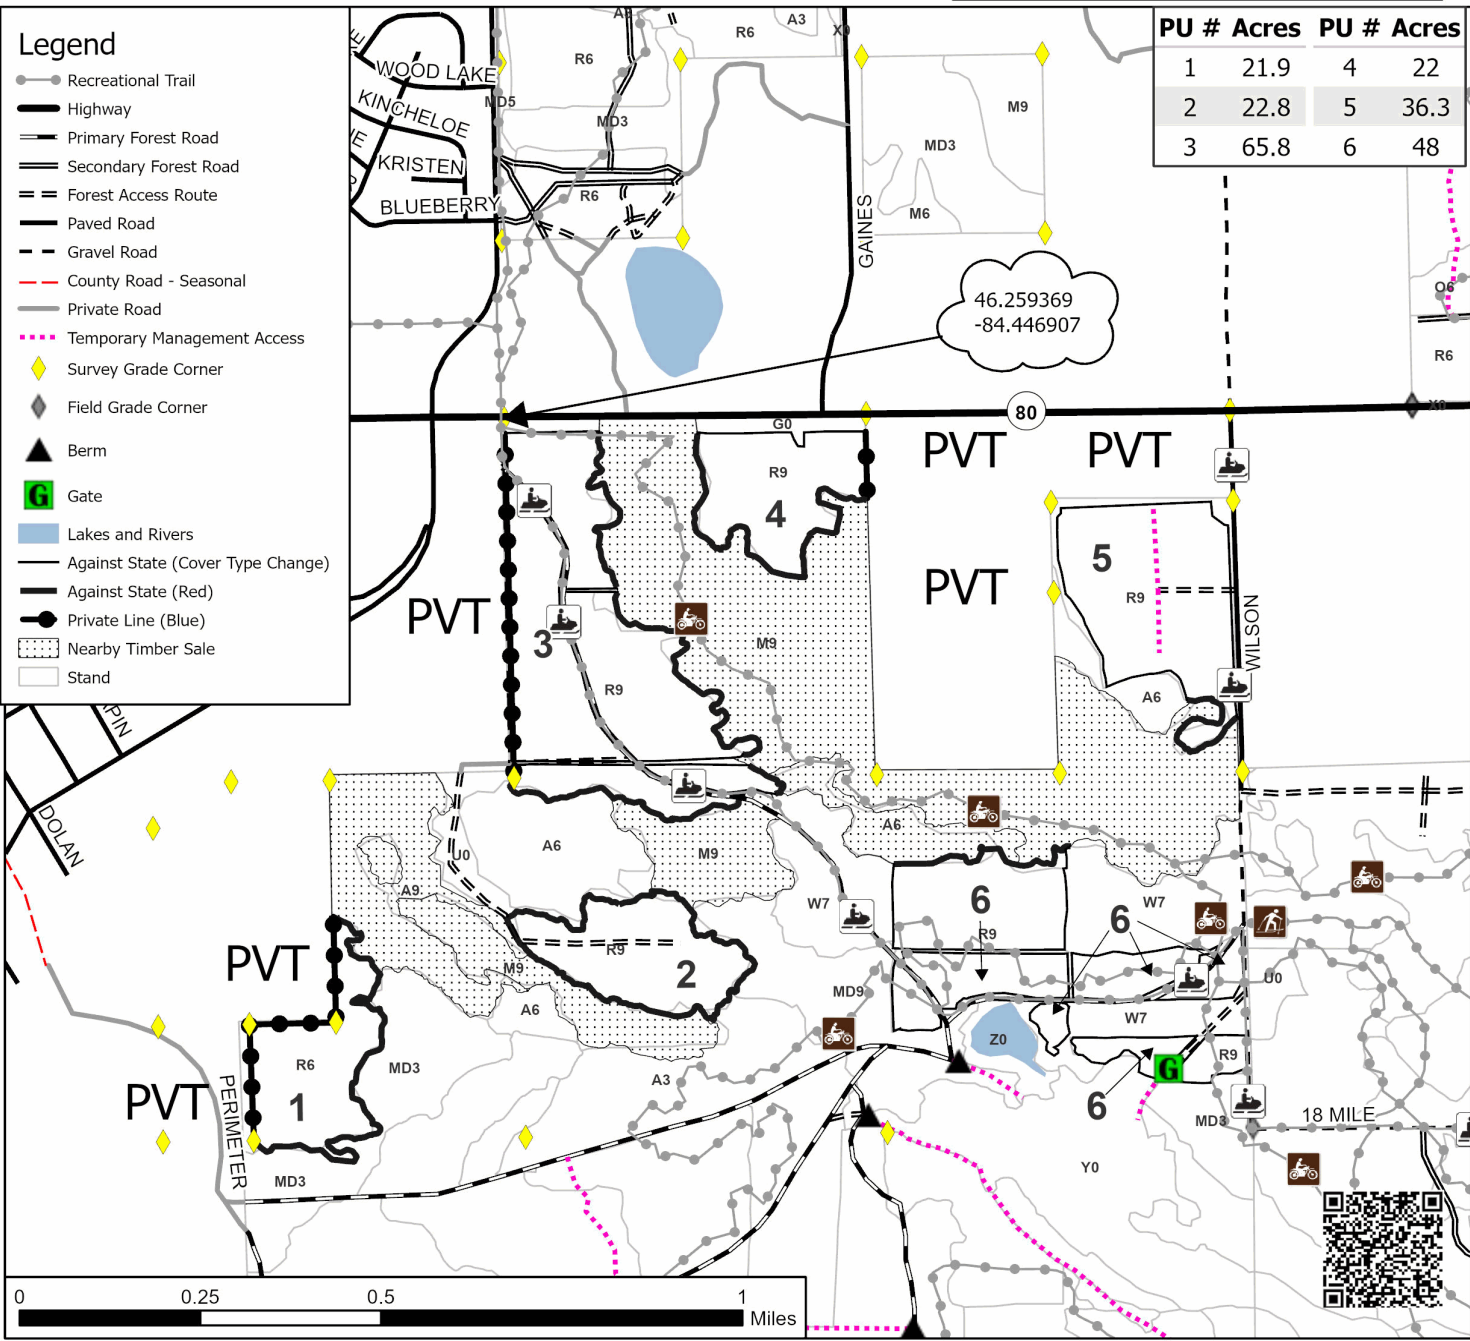 Legend
Recreational Trail
Highway
Primary Forest Road
Secondary Forest Road
Forest Access Route
Paved Road
Gravel Road
County Road - Seasonal
Private Road
Temporary Management Access
Survey Grade Corner
Field Grade Corner
Berm
G Gate
Lakes and Rivers
Against State (Cover Type Change)
Against State (Red)
Private Line (Blue)
Nearby Timber Sale
Stand
PU # Acres PU # Acres
1 21.9 4 22
2 22.8 5 36.3
3 65.8 6 48
WOOD LAKE
KINCHELOE
KRISTEN
BLUEBERRY
MD5
R6
R6
A3
MD3
R6
GAINES
M9
MD3
M6
46.259369
-84.446907
O6
R6
X0
80
G0
PVT
PVT
R9
4
5
R9
PVT
PVT
WILSON
3
R9
M9
A6
DOLAN
A6
U0
A6
M9
A9
W7
6
R9
6
W7
PVT
R9
2
M9
A6
MD9
U0
Z0
W7
R9
G
R6
1
MD3
A3
PVT
PERIMETER
6
MD3
18 MILE
Y0
MD3
0 0.25 0.5 1
Miles